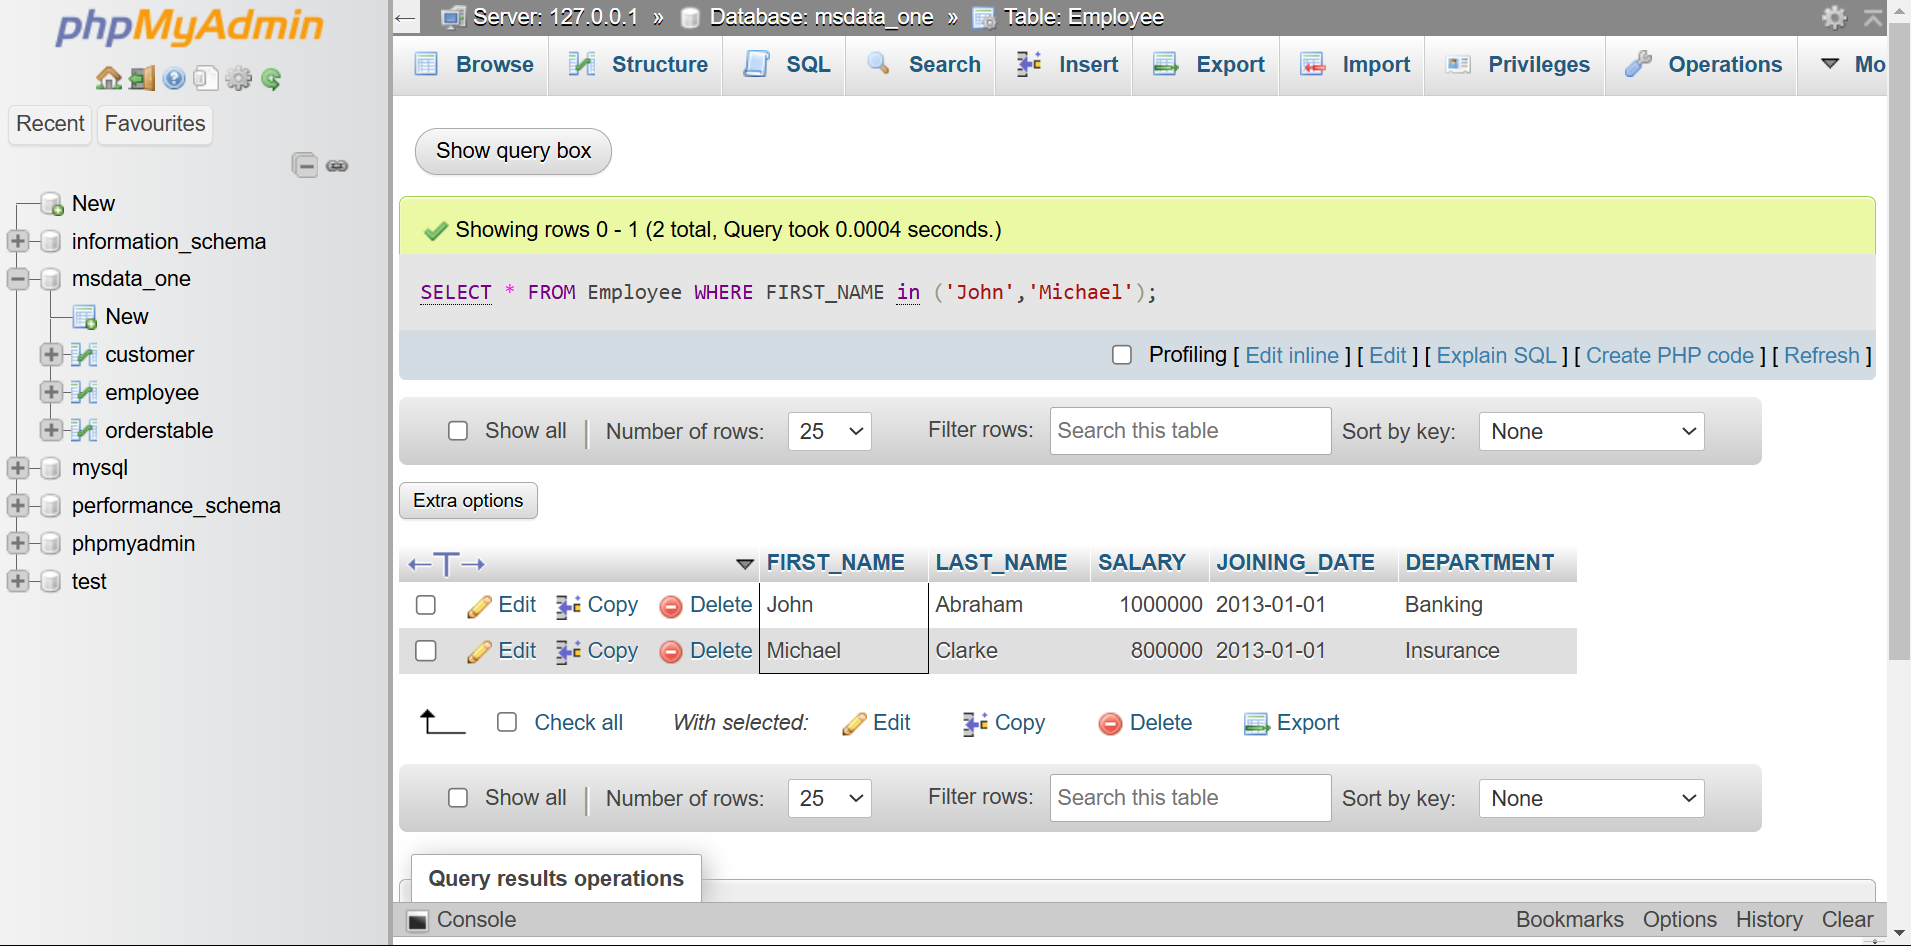 phpMyAdmin
Recent Favourites
New
information_schema
msdata_one
New
customer
employee
orderstable
mysql
performance_schema
phpmyadmin
test
Server: 127.0.0.1 » Database: msdata_one » Table: Employee
Browse Structure SQL Search Insert Export Import Privileges Operations Mo
Show query box
Showing rows 0 - 1 (2 total, Query took 0.0004 seconds.)
SELECT * FROM Employee WHERE FIRST_NAME in ('John','Michael');
Profiling [ Edit inline ] [ Edit ] [ Explain SQL ] [ Create PHP code ] [ Refresh ]
Show all | Number of rows: 25 Filter rows: Search this table Sort by key: None
Extra options
←T→ FIRST_NAME LAST_NAME SALARY JOINING_DATE DEPARTMENT
Edit Copy Delete John Abraham 1000000 2013-01-01 Banking
Edit Copy Delete Michael Clarke 800000 2013-01-01 Insurance
Check all With selected: Edit Copy Delete Export
Show all | Number of rows: 25 Filter rows: Search this table Sort by key: None
Query results operations
Console Bookmarks Options History Clear